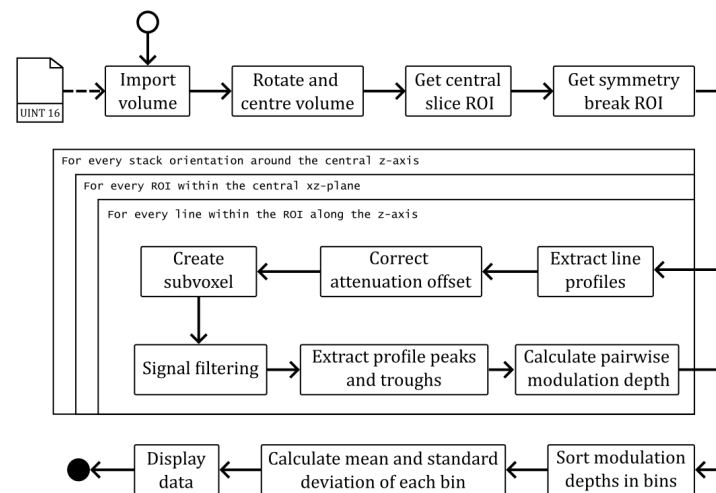 UINT 16
Import
volume
Rotate and
centre volume
Get central
slice ROI
Get symmetry
break ROI
For every stack orientation around the central z-axis
For every ROI within the central xz-plane
For every line within the ROI along the z-axis
Create
subvoxel
Correct
attenuation offset
Extract line
profiles
Signal filtering
Extract profile peaks
and troughs
Calculate pairwise
modulation depth
Display
data
Calculate mean and standard
deviation of each bin
Sort modulation
depths in bins